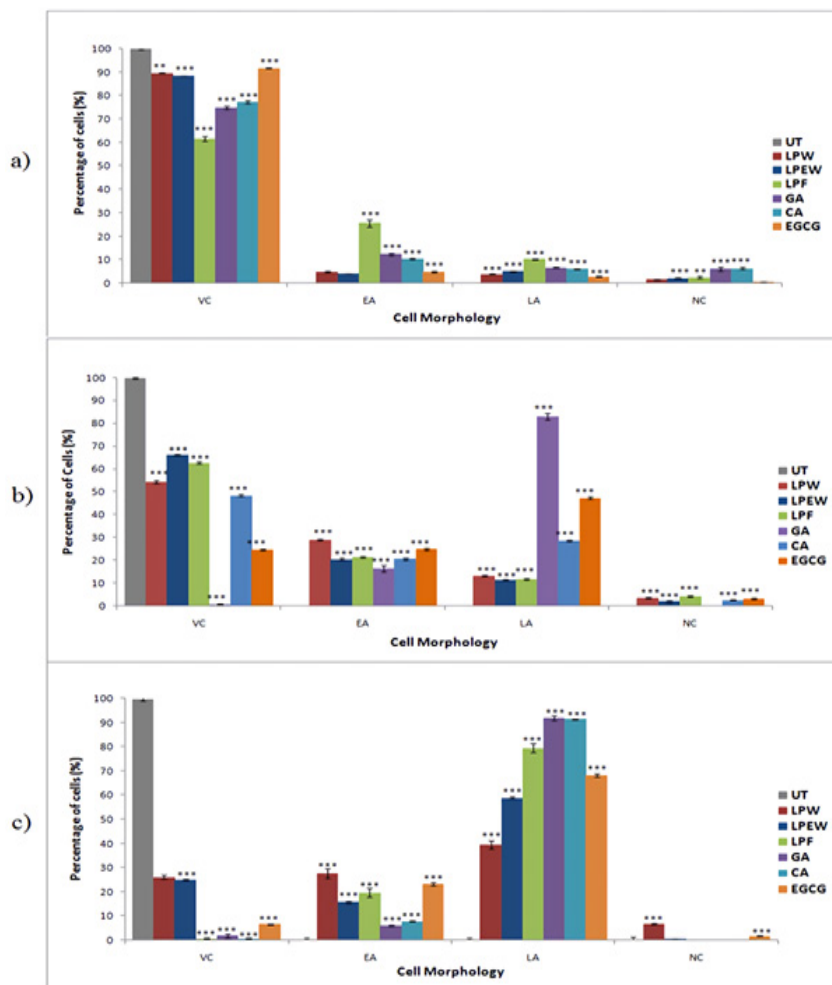 a)
Percentage of cells (%)
100
90
80
70
60
50
40
30
20
10
0
** *** *** *** *** ***
*** *** *** ***
*** *** *** *** *** ***
*** ** *** ***
VC EA LA NC
Cell Morphology
UT
LPW
LPEW
LPF
GA
CA
EGCG
b)
Percentage of Cells (%)
100
90
80
70
60
50
40
30
20
10
0
*** *** *** *** *** ***
*** *** *** *** *** ***
*** *** *** *** *** ***
*** *** *** *** ***
VC EA LA NC
Cell Morphology
UT
LPW
LPEW
LPF
GA
CA
EGCG
c)
Percentage of cells (%)
100
90
80
70
60
50
40
30
20
10
0
*** *** *** *** ***
*** *** *** *** *** ***
*** *** *** *** *** ***
*** ***
VC EA LA NC
Cell Morphology
UT
LPW
LPEW
LPF
GA
CA
EGCG